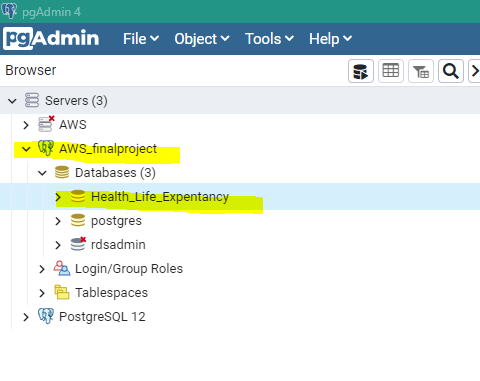 pgAdmin 4
pgAdmin File Object Tools Help
Browser
Servers (3)
AWS
AWS_finalproject
Databases (3)
Health_Life_Expentancy
postgres
rdsadmin
Login/Group Roles
Tablespaces
PostgreSQL 12